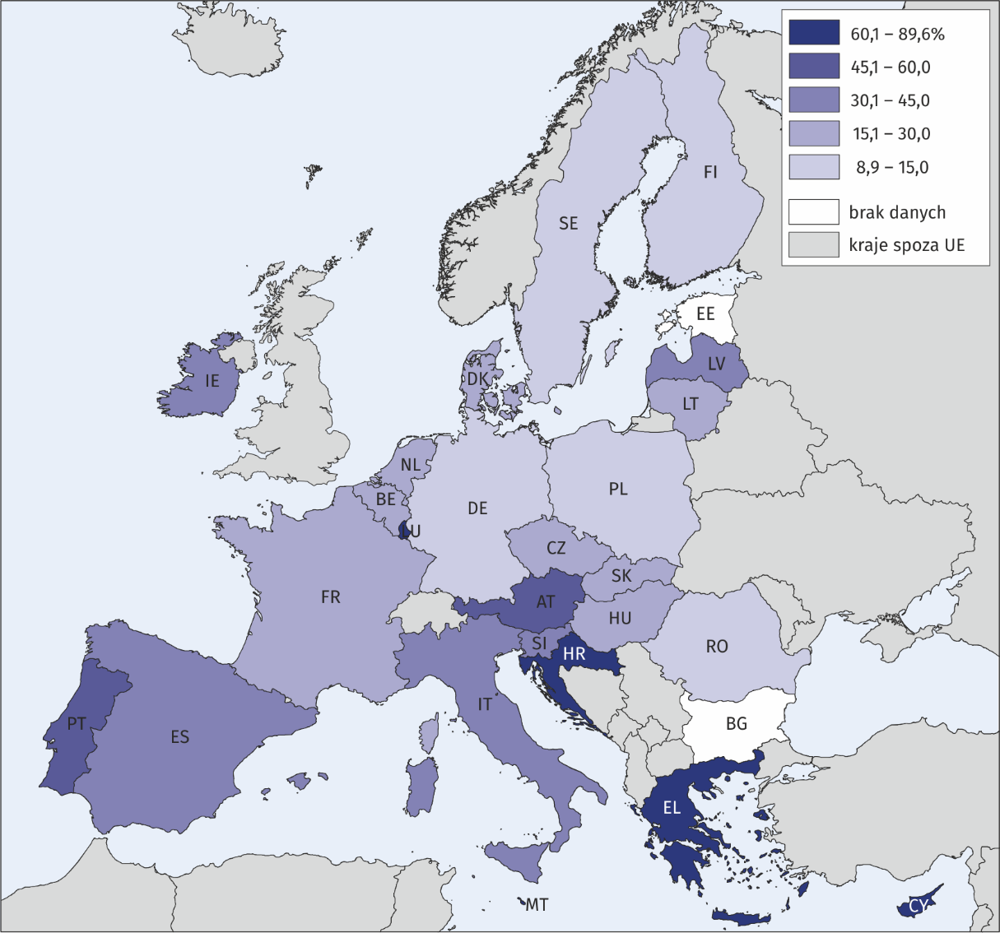 60,1 – 89,6%
45,1 – 60,0
30,1 – 45,0
15,1 – 30,0
8,9 – 15,0
brak danych
kraje spoza UE
FI
SE
EE
LV
IE
DK
LT
NL
PL
BE
DE
LU
CZ
SK
FR
AT
HU
SI
RO
HR
IT
PT
BG
ES
EL
MT
CY